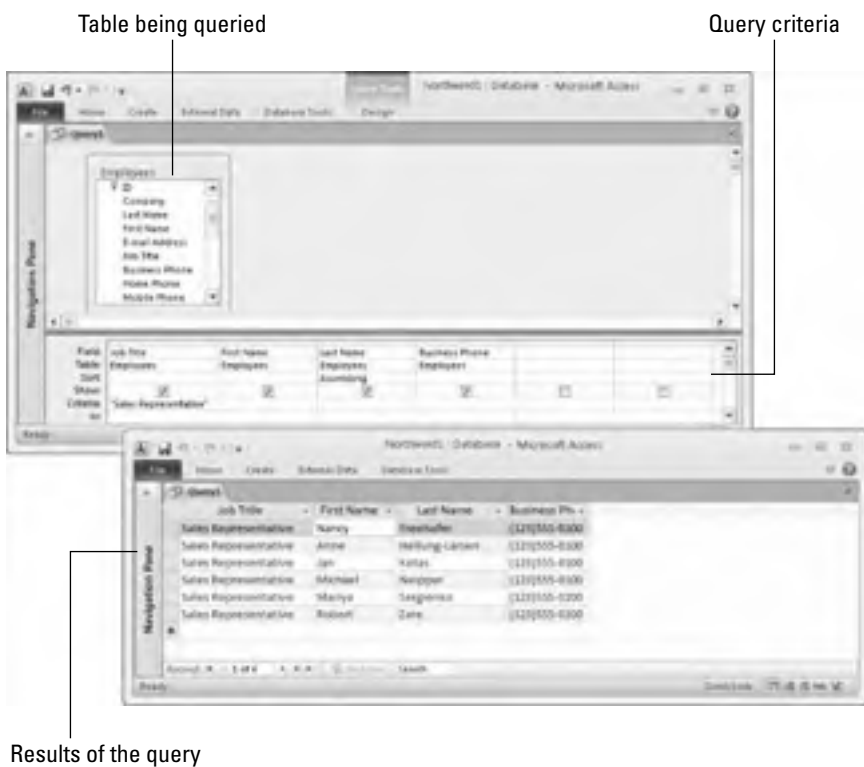 Table being queried
Query criteria
Northwind1 : Database - Microsoft Access
File Home Create External Data Database Tools Design
Query1
Employees
ID
Company
Last Name
First Name
E-mail Address
Job Title
Business Phone
Home Phone
Mobile Phone
Navigation Pane
Field: Job Title First Name Last Name Business Phone
Table: Employees Employees Employees Employees
Sort: Ascending
Show:
Criteria: "Sales Representative"
or:
Ready
Northwind1 : Database - Microsoft Access
File Home Create External Data Database Tools
Query1
Job Title First Name Last Name Business Ph
Sales Representative Nancy (123)555-0100
Sales Representative Anne Hellung-Larsen (123)555-0100
Sales Representative Jan Kotas (123)555-0100
Sales Representative Michael Neipper (123)555-0100
Sales Representative Mariya Sergienko (123)555-0100
Sales Representative Robert Zare (123)555-0100
Navigation Pane
Record: 1 of 6 Search
Ready
Results of the query